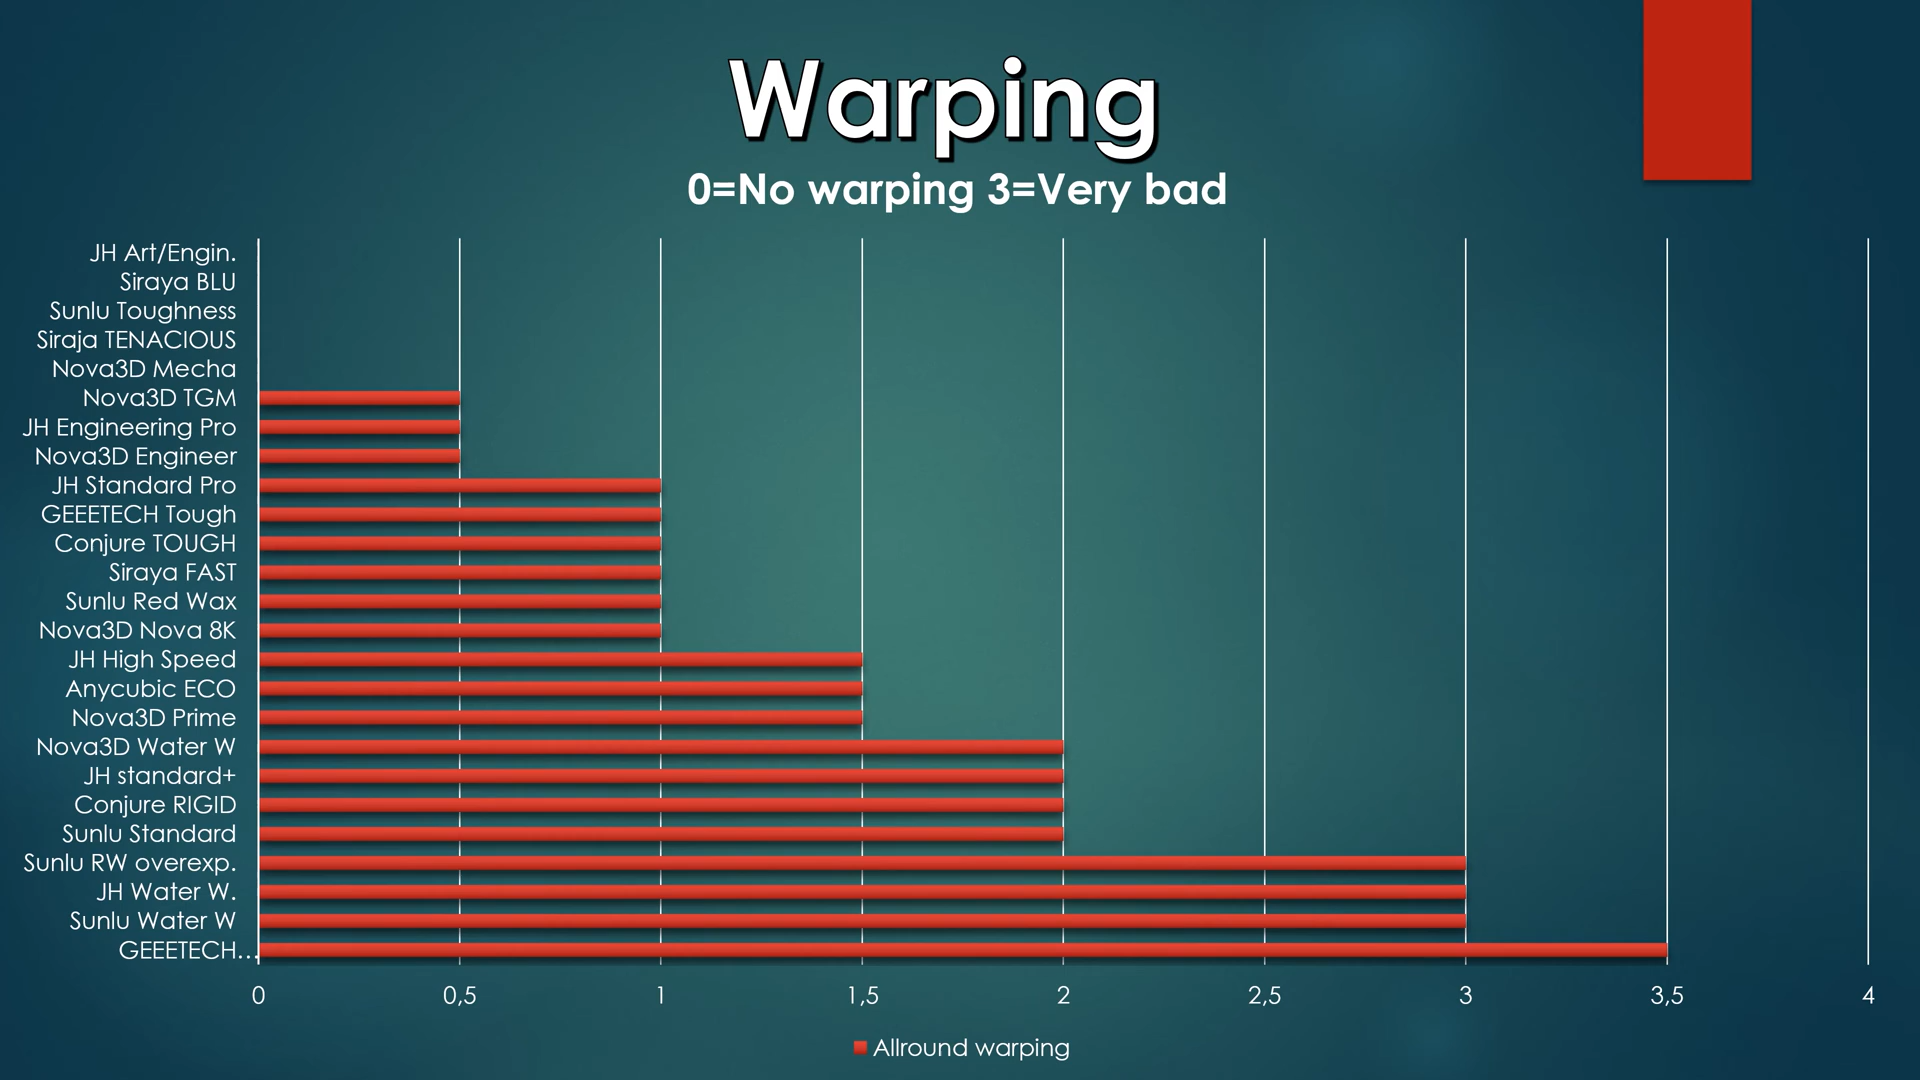 Warping
0=No warping 3=Very bad
JH Art/Engin.
Siraya BLU
Sunlu Toughness
Siraja TENACIOUS
Nova3D Mecha
Nova3D TGM
JH Engineering Pro
Nova3D Engineer
JH Standard Pro
GEEETECH Tough
Conjure TOUGH
Siraya FAST
Sunlu Red Wax
Nova3D Nova 8K
JH High Speed
Anycubic ECO
Nova3D Prime
Nova3D Water W
JH standard+
Conjure RIGID
Sunlu Standard
Sunlu RW overexp.
JH Water W.
Sunlu Water W
GEEETECH…
0 0,5 1 1,5 2 2,5 3 3,5 4
Allround warping